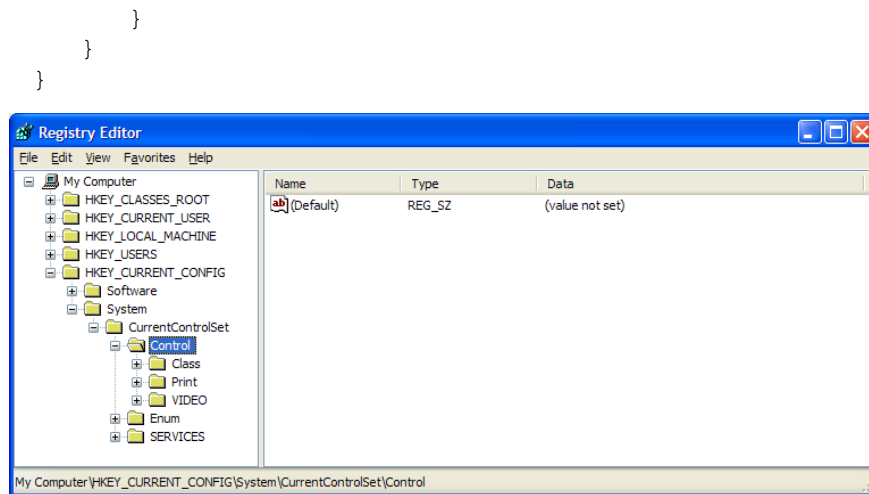 }
}
}
Registry Editor
File Edit View Favorites Help
My Computer
HKEY_CLASSES_ROOT
HKEY_CURRENT_USER
HKEY_LOCAL_MACHINE
HKEY_USERS
HKEY_CURRENT_CONFIG
Software
System
CurrentControlSet
Control
Class
Print
VIDEO
Enum
SERVICES
Name Type Data
ab (Default) REG_SZ (value not set)
My Computer\HKEY_CURRENT_CONFIG\System\CurrentControlSet\Control